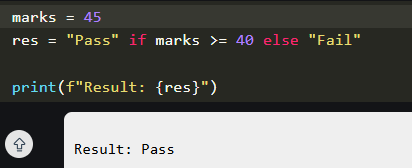 marks = 45
res = "Pass" if marks >= 40 else "Fail"
print(f"Result: {res}")
Result: Pass